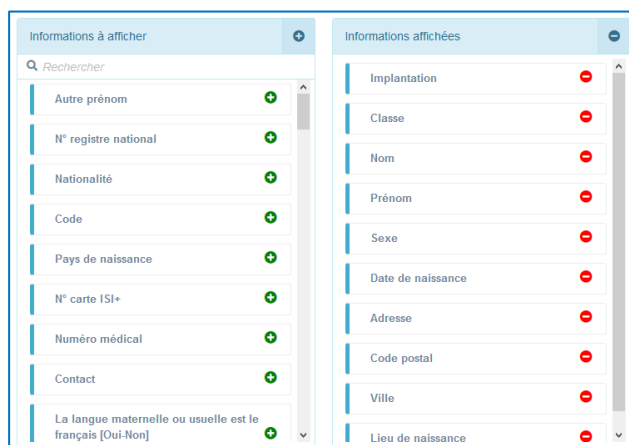 Informations à afficher
Rechercher
Autre prénom
N° registre national
Nationalité
Code
Pays de naissance
N° carte ISI+
Numéro médical
Contact
La langue maternelle ou usuelle est le
français [Oui-Non]
Informations affichées
Implantation
Classe
Nom
Prénom
Sexe
Date de naissance
Adresse
Code postal
Ville
Lieu de naissance